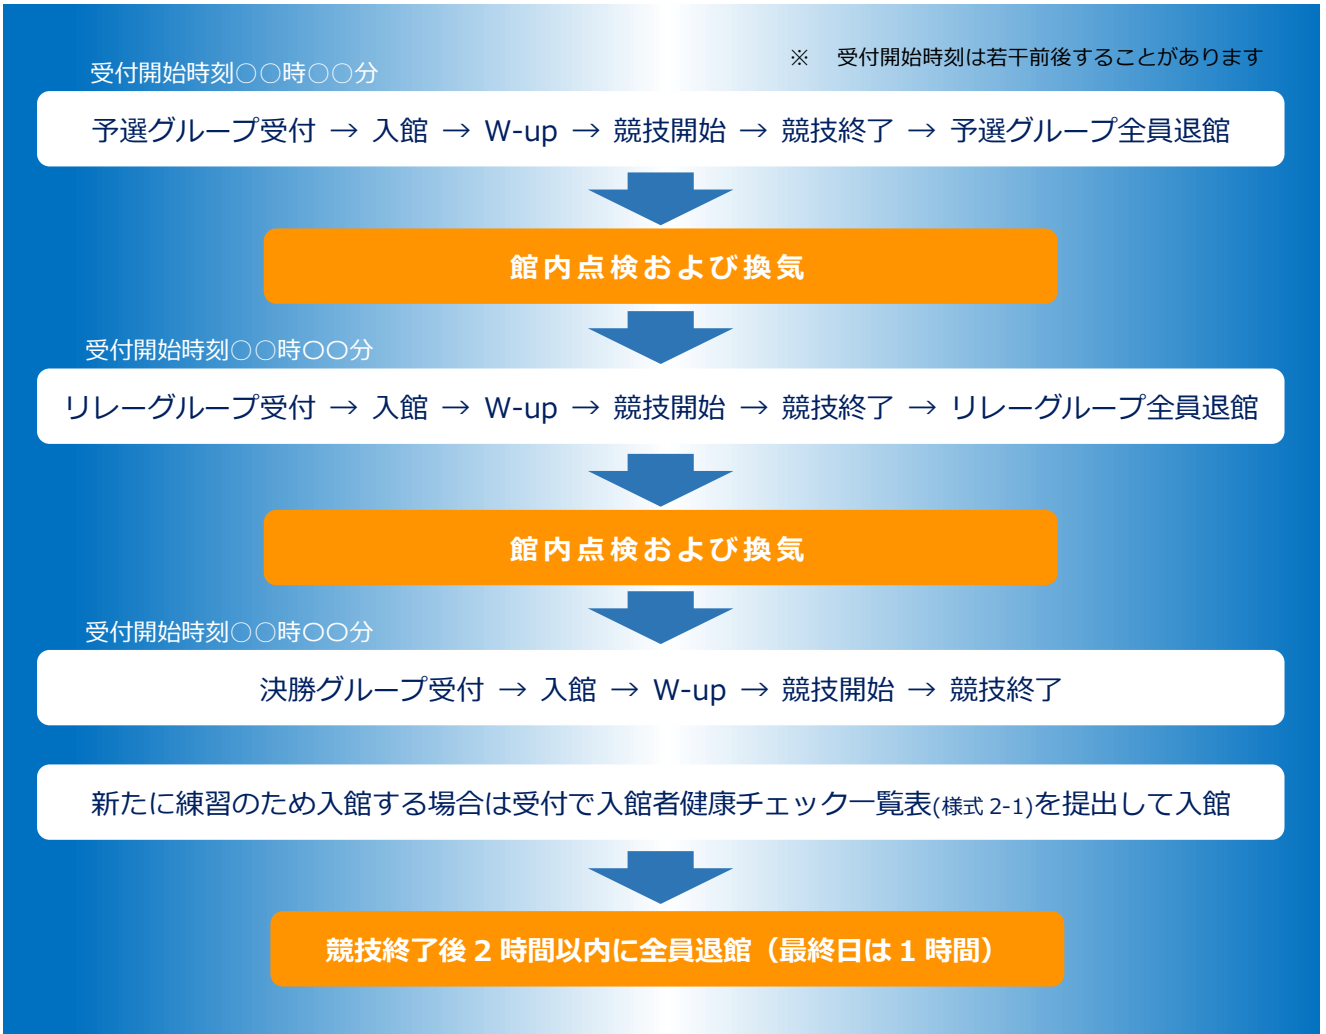 ※　受付開始時刻は若干前後することがあります
受付開始時刻○○時○○分
予選グループ受付 → 入館 → W-up → 競技開始 → 競技終了 → 予選グループ全員退館
館内点検および換気
受付開始時刻○○時〇〇分
リレーグループ受付 → 入館 → W-up → 競技開始 → 競技終了 → リレーグループ全員退館
館内点検および換気
受付開始時刻○○時〇〇分
決勝グループ受付 → 入館 → W-up → 競技開始 → 競技終了
新たに練習のため入館する場合は受付で入館者健康チェック一覧表(様式 2-1)を提出して入館
競技終了後 2 時間以内に全員退館（最終日は 1 時間）